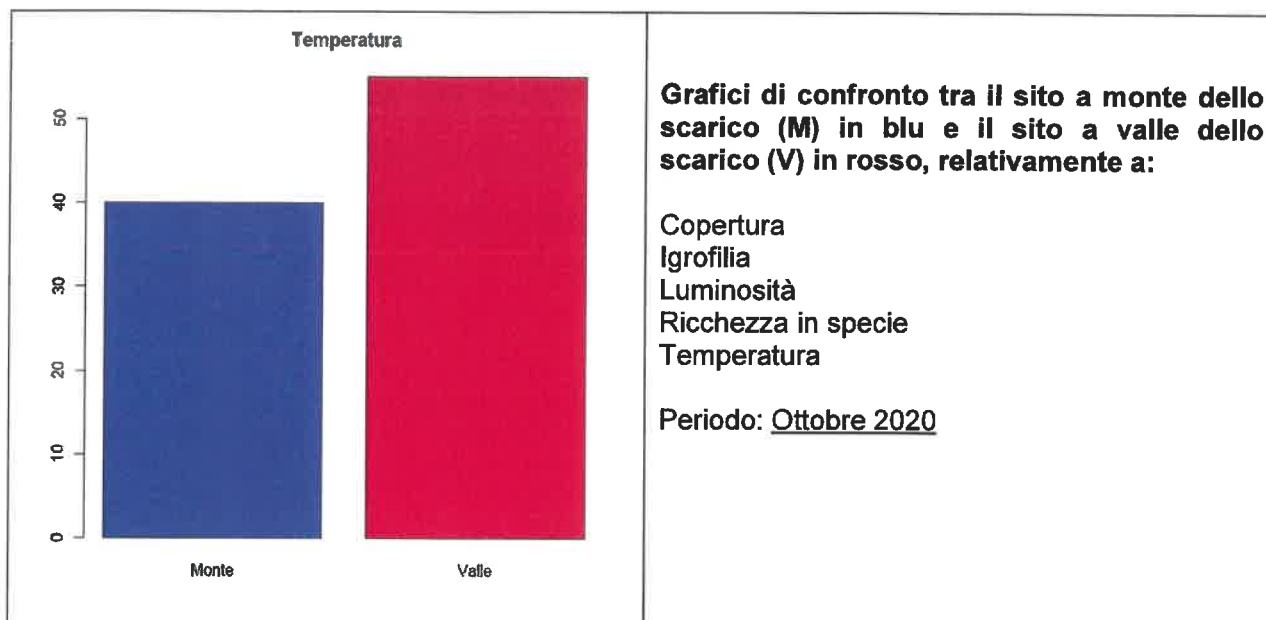 Temperatura
50
40
30
20
10
0
Monte
Valle
Grafici di confronto tra il sito a monte dello
scarico (M) in blu e il sito a valle dello
scarico (V) in rosso, relativamente a:
Copertura
Igrofilia
Luminosità
Ricchezza in specie
Temperatura
Periodo: Ottobre 2020